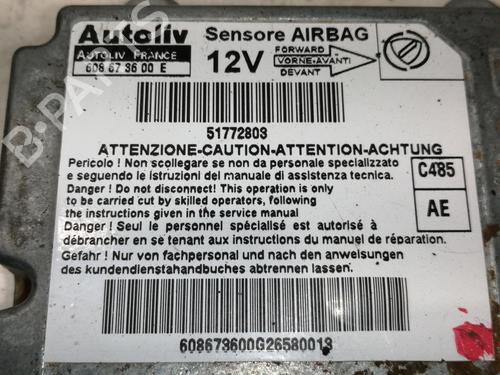 Autoliv
AUTOLIV FRANCE
608 67 36 00 E
Sensore AIRBAG
12V
FORWARD
VORNE-AVANTI
DEVANT
51772803
ATTENZIONE-CAUTION-ATTENTION-ACHTUNG
Pericolo ! Non scollegare se non da personale specializzato
e seguendo le istruzioni del manuale di assistenza tecnica.
Danger ! Do not disconnect! This operation is only
to be carried cut by skilled operators, following
the instructions given in the service manual
Danger ! Seul le personnel spécialisé est autorisé à
débrancher en se tenant aux instructions du manuel de réparation.
Gefahr ! Nur von fachpersonal und nach den anweisungen
des kundendienstahandbuches abtrennen lassen.
C485
AE
608673600G26580013
B-PARTS